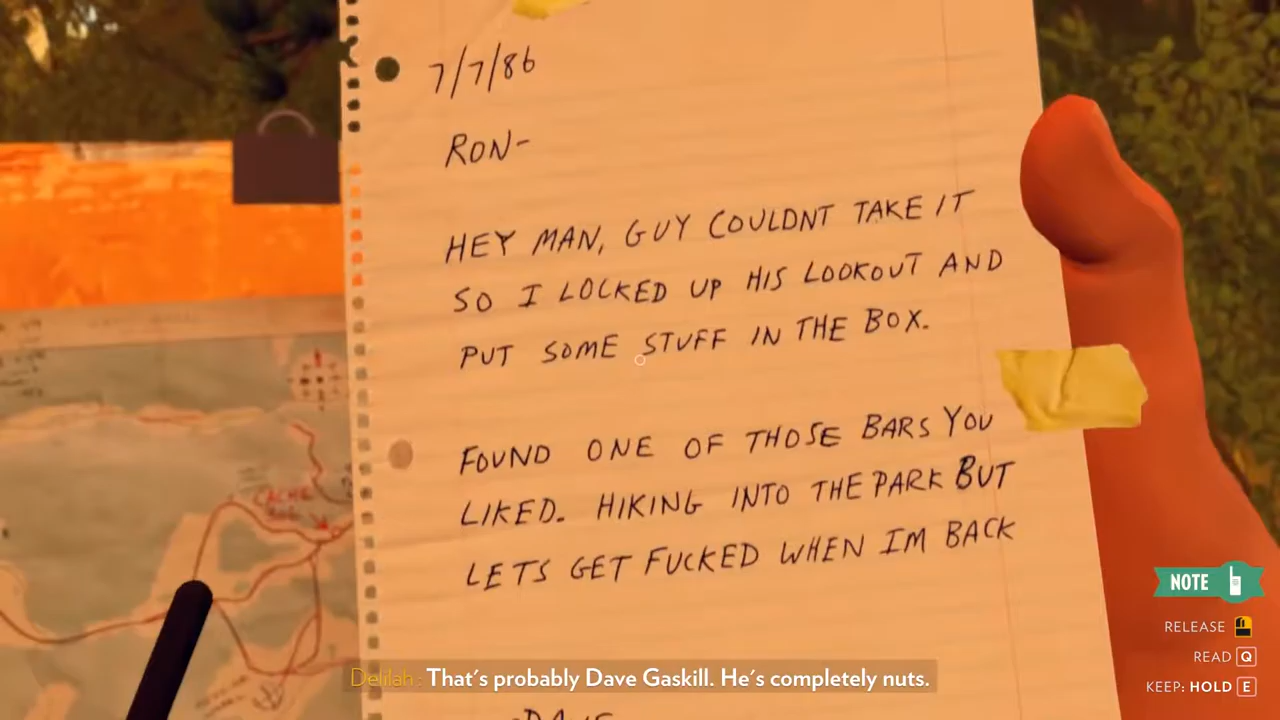 7/7/86
RON-
HEY MAN, GUY COULDNT TAKE IT
SO I LOCKED UP HIS LOOKOUT AND
PUT SOME STUFF IN THE BOX.
FOUND ONE OF THOSE BARS YOU
LIKED. HIKING INTO THE PARK BUT
LETS GET FUCKED WHEN IM BACK
CACHE
NOTE
RELEASE
READ Q
KEEP: HOLD E
Delilah: That's probably Dave Gaskill. He's completely nuts.
-DAVE